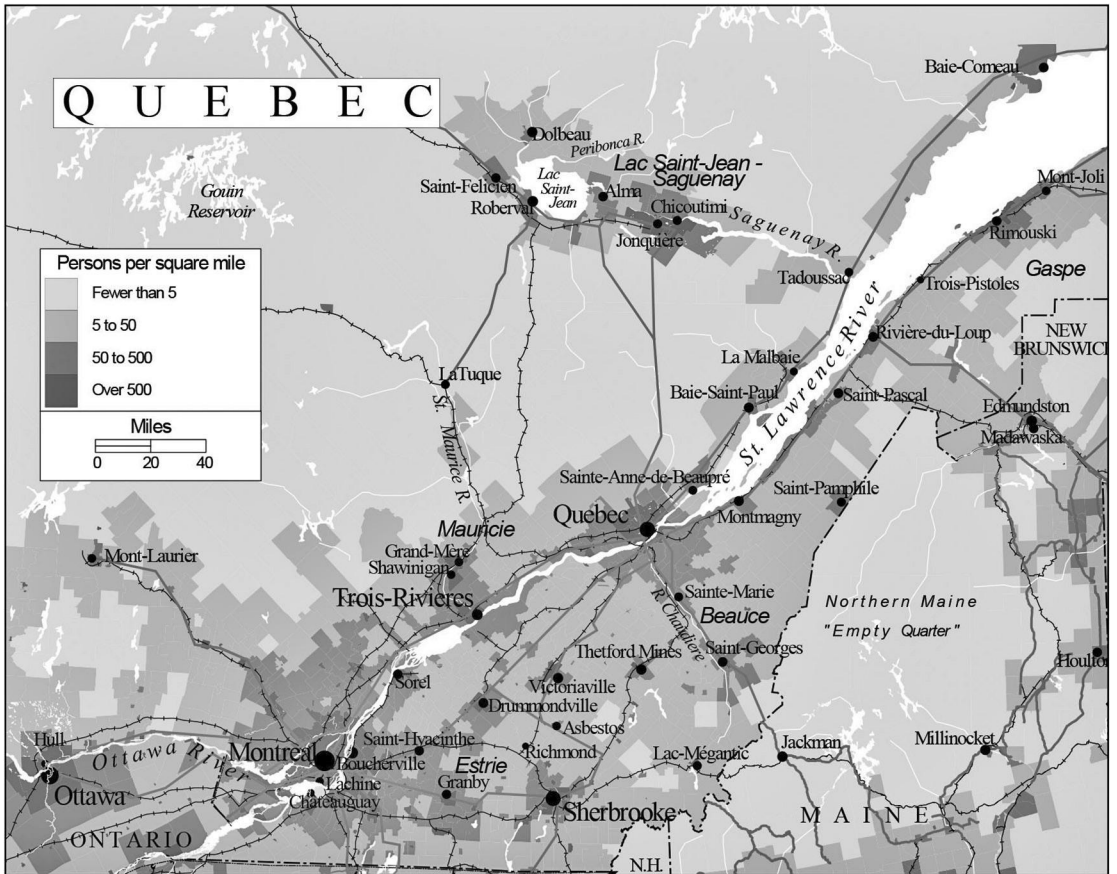 QUEBEC
Baie-Comeau
Dolbeau
Peribonca R.
Lac Saint-Jean -
Saguenay
Mont-Joli
Saint-Felicien
Lac
Saint-
Jean
Alma
Gouin
Reservoir
Roberval
Chicoutimi
Saguenay R.
Rimouski
Jonquière
Persons per square mile
Fewer than 5
5 to 50
50 to 500
Over 500
Miles
0 20 40
Tadoussac
Trois-Pistoles
Gaspe
St. Lawrence River
Rivière-du-Loup
NEW
BRUNSWICK
La Malbaie
LaTuque
St. Maurice R.
Baie-Saint-Paul
Saint-Pascal
Edmundston
Madawaska
Sainte-Anne-de-Beaupré
Saint-Pamphile
Quebec
Montmagny
Mauricie
Mont-Laurier
Grand-Mère
Shawinigan
Trois-Rivieres
Sainte-Marie
Beauce
R. Chaudiere
Northern Maine
"Empty Quarter"
Thetford Mines
Saint-Georges
Houlton
Sorel
Victoriaville
Drummondville
Asbestos
Hull
Ottawa River
Montreal
Saint-Hyacinthe
Boucherville
Richmond
Lac-Mégantic
Jackman
Millinocket
Estrie
Ottawa
Lachine
Chateauguay
Granby
Sherbrooke
MAINE
ONTARIO
N.H.